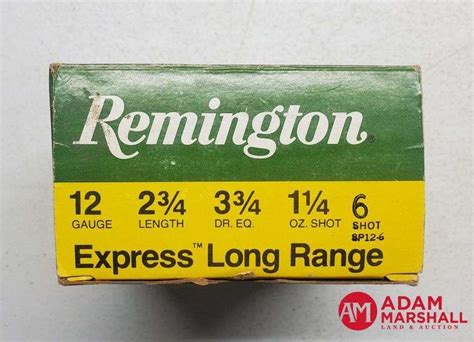 Remington®
12 2¾ 3¾ 1¼ 6
GAUGE LENGTH DR. EQ. OZ. SHOT SHOT
SP12-6
Express™ Long Range
AM ADAM
MARSHALL
LAND & AUCTION